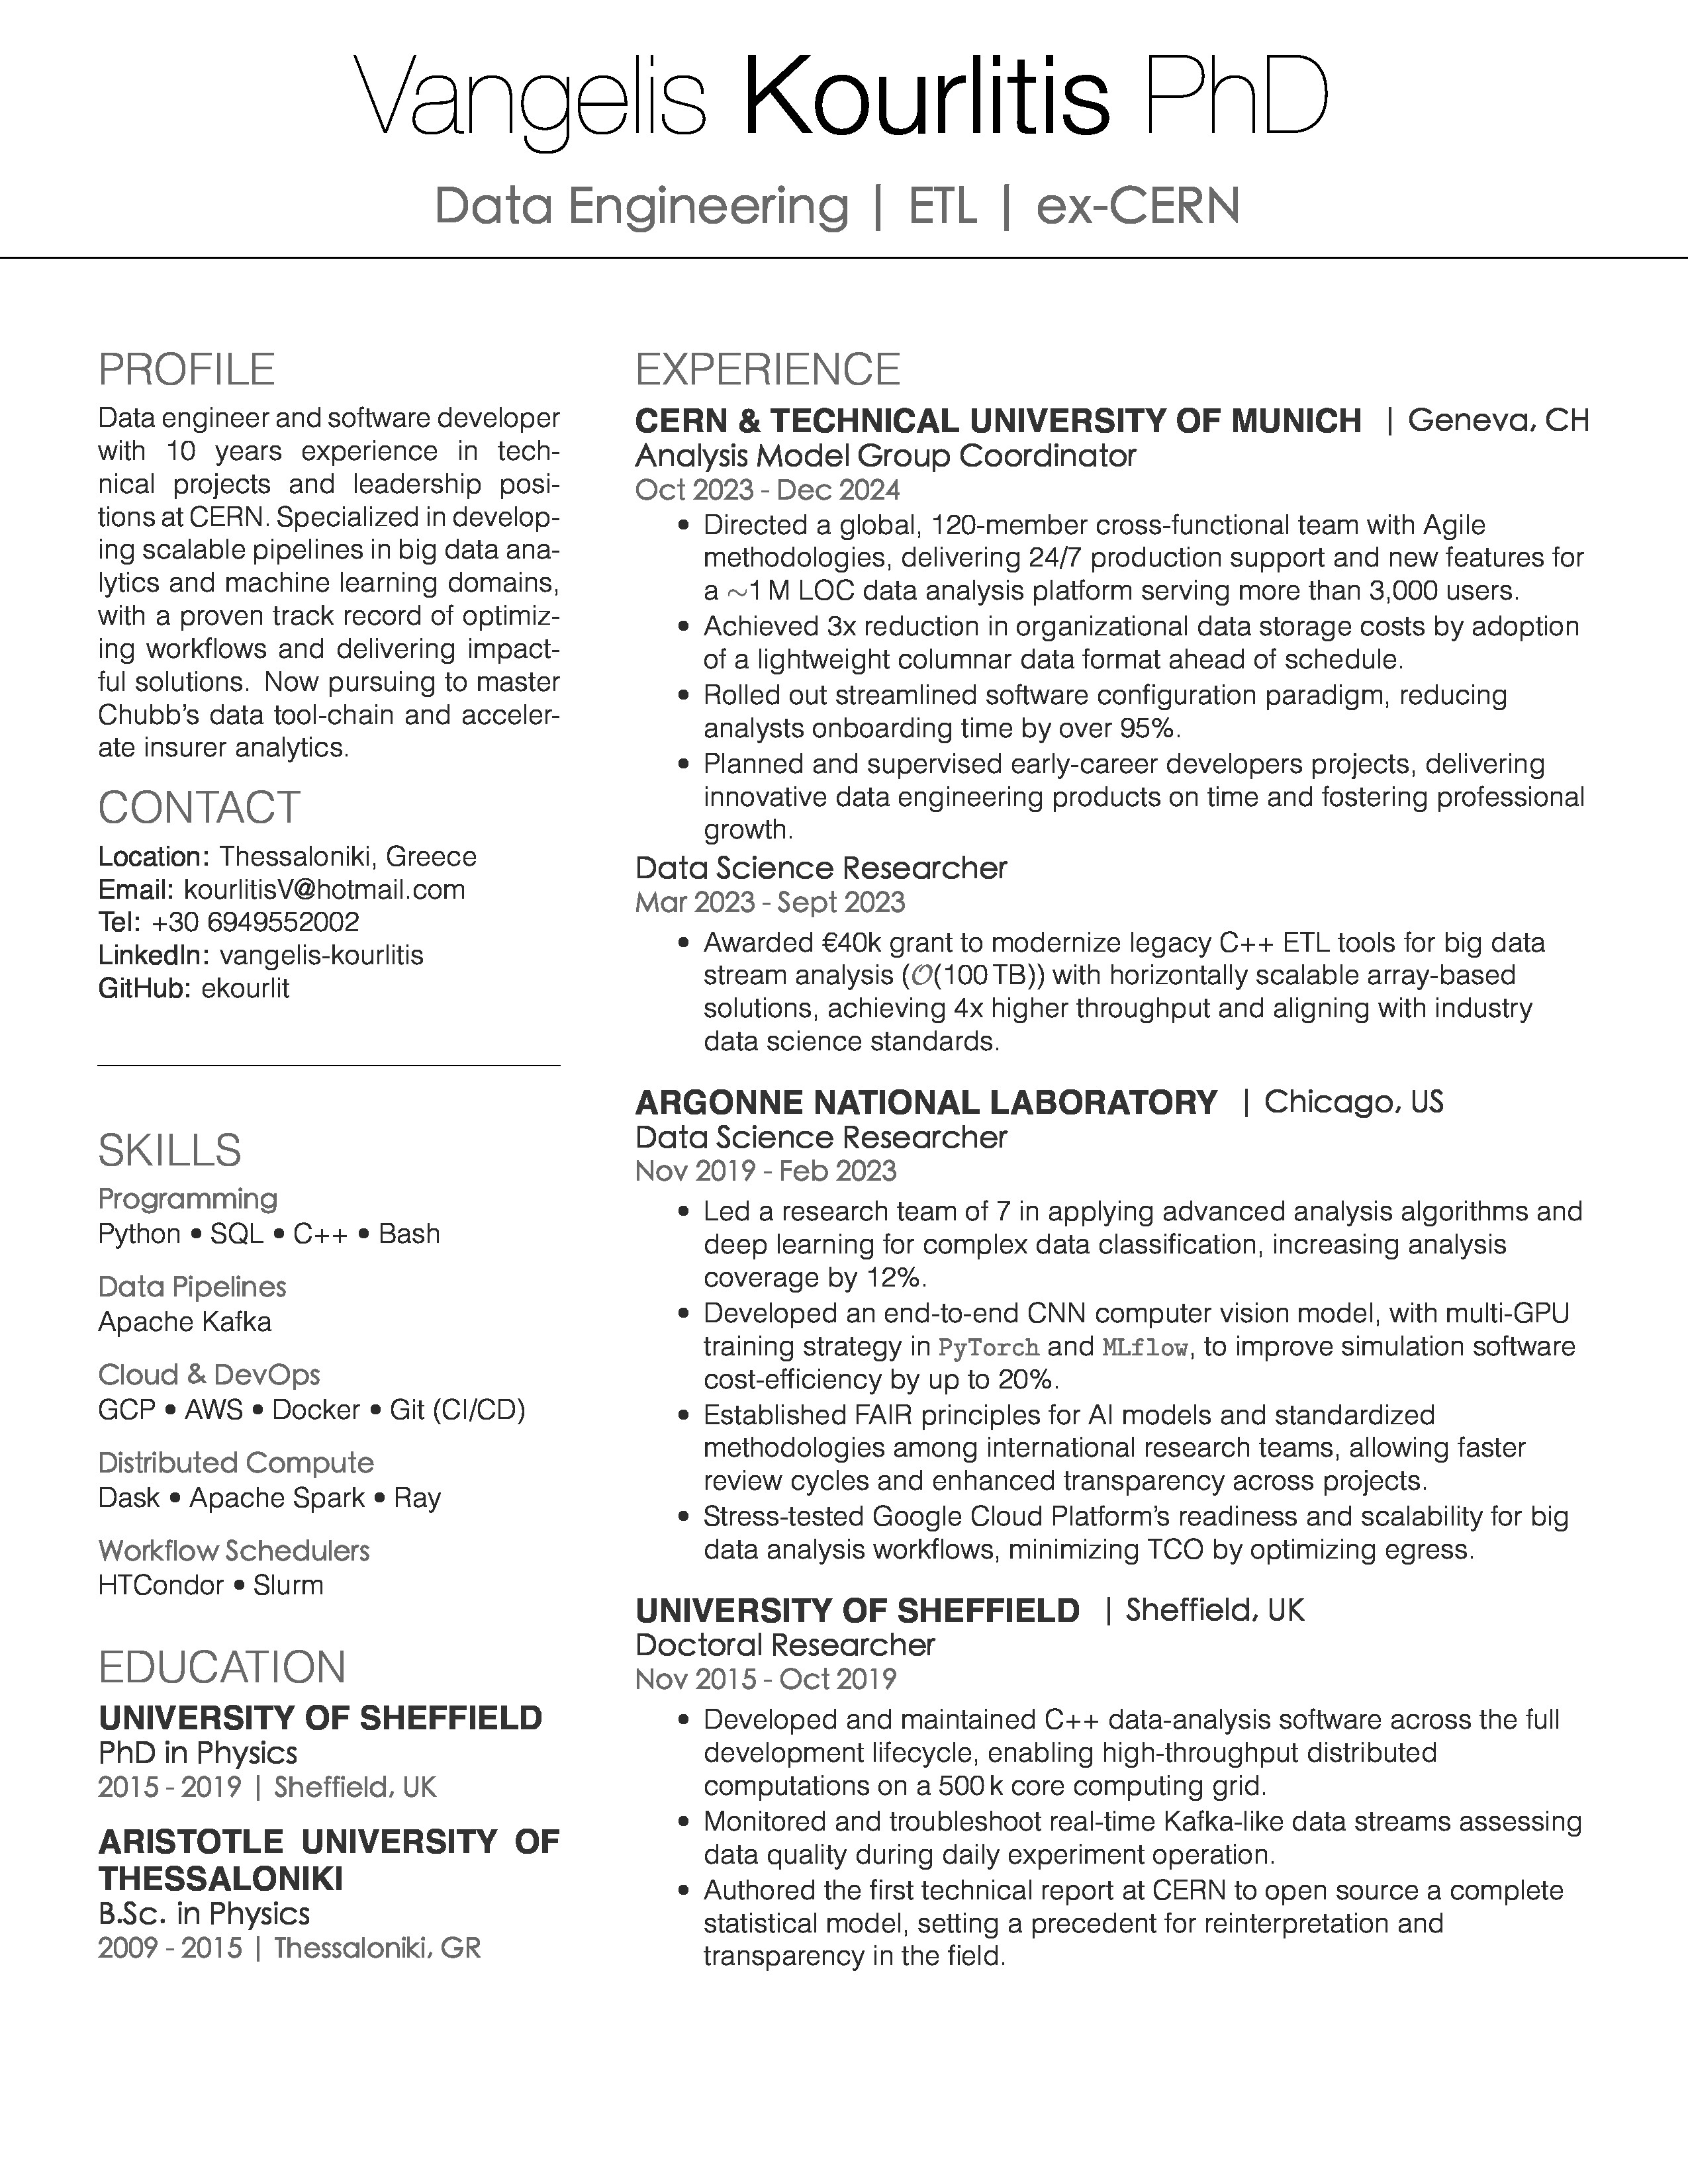 Vangelis Kourlitis PhD
Data Engineering | ETL | ex-CERN
PROFILE
Data engineer and software developer
with 10 years experience in tech-
nical projects and leadership posi-
tions at CERN. Specialized in develop-
ing scalable pipelines in big data ana-
lytics and machine learning domains,
with a proven track record of optimiz-
ing workflows and delivering impact-
ful solutions. Now pursuing to master
Chubb's data tool-chain and acceler-
ate insurer analytics.
CONTACT
Location: Thessaloniki, Greece
Email: kourlitisV@hotmail.com
Tel: +30 6949552002
LinkedIn: vangelis-kourlitis
GitHub: ekourlit
SKILLS
Programming
Python • SQL • C++ • Bash
Data Pipelines
Apache Kafka
Cloud & DevOps
GCP • AWS • Docker • Git (CI/CD)
Distributed Compute
Dask • Apache Spark • Ray
Workflow Schedulers
HTCondor • Slurm
EDUCATION
UNIVERSITY OF SHEFFIELD
PhD in Physics
2015 - 2019 | Sheffield, UK
ARISTOTLE UNIVERSITY OF
THESSALONIKI
B.Sc. in Physics
2009 - 2015 | Thessaloniki, GR
EXPERIENCE
CERN & TECHNICAL UNIVERSITY OF MUNICH | Geneva, CH
Analysis Model Group Coordinator
Oct 2023 - Dec 2024
• Directed a global, 120-member cross-functional team with Agile
methodologies, delivering 24/7 production support and new features for
a ~1 M LOC data analysis platform serving more than 3,000 users.
• Achieved 3x reduction in organizational data storage costs by adoption
of a lightweight columnar data format ahead of schedule.
• Rolled out streamlined software configuration paradigm, reducing
analysts onboarding time by over 95%.
• Planned and supervised early-career developers projects, delivering
innovative data engineering products on time and fostering professional
growth.
Data Science Researcher
Mar 2023 - Sept 2023
• Awarded €40k grant to modernize legacy C++ ETL tools for big data
stream analysis (O(100 TB)) with horizontally scalable array-based
solutions, achieving 4x higher throughput and aligning with industry
data science standards.
ARGONNE NATIONAL LABORATORY | Chicago, US
Data Science Researcher
Nov 2019 - Feb 2023
• Led a research team of 7 in applying advanced analysis algorithms and
deep learning for complex data classification, increasing analysis
coverage by 12%.
• Developed an end-to-end CNN computer vision model, with multi-GPU
training strategy in PyTorch and MLflow, to improve simulation software
cost-efficiency by up to 20%.
• Established FAIR principles for AI models and standardized
methodologies among international research teams, allowing faster
review cycles and enhanced transparency across projects.
• Stress-tested Google Cloud Platform's readiness and scalability for big
data analysis workflows, minimizing TCO by optimizing egress.
UNIVERSITY OF SHEFFIELD | Sheffield, UK
Doctoral Researcher
Nov 2015 - Oct 2019
• Developed and maintained C++ data-analysis software across the full
development lifecycle, enabling high-throughput distributed
computations on a 500 k core computing grid.
• Monitored and troubleshoot real-time Kafka-like data streams assessing
data quality during daily experiment operation.
• Authored the first technical report at CERN to open source a complete
statistical model, setting a precedent for reinterpretation and
transparency in the field.